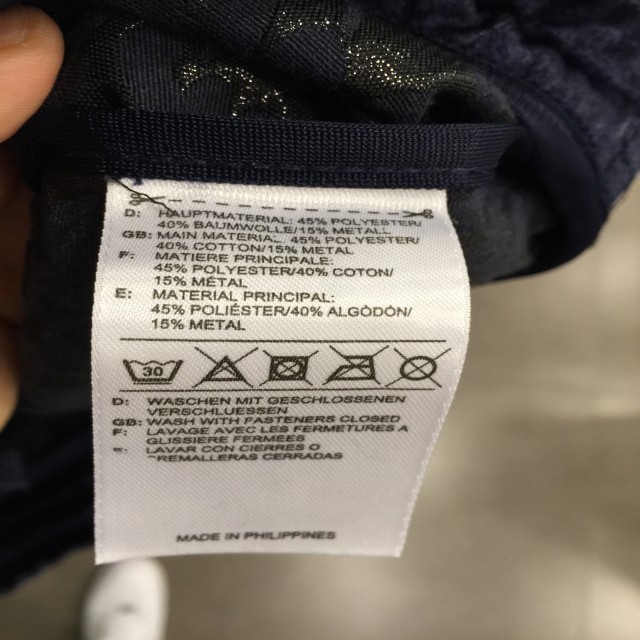 D: HAUPTMATERIAL: 45% POLYESTER/
40% BAUMWOLLE/15% METALL
GB: MAIN MATERIAL: 45% POLYESTER/
40% COTTON/15% METAL
F: MATIERE PRINCIPALE:
45% POLYESTER/40% COTON/
15% MÉTAL
E: MATERIAL PRINCIPAL:
45% POLIÉSTER/40% ALGÒDÓN/
15% METAL
30
D: WASCHEN MIT GESCHLOSSENEN
VERSCHLUESSEN
GB: WASH WITH FASTENERS CLOSED
F: LAVAGE AVEC LES FERMETURES A
GLISSIERE FERMEES
E: LAVAR CON CIERRES O
CREMALLERAS CERRADAS
MADE IN PHILIPPINES